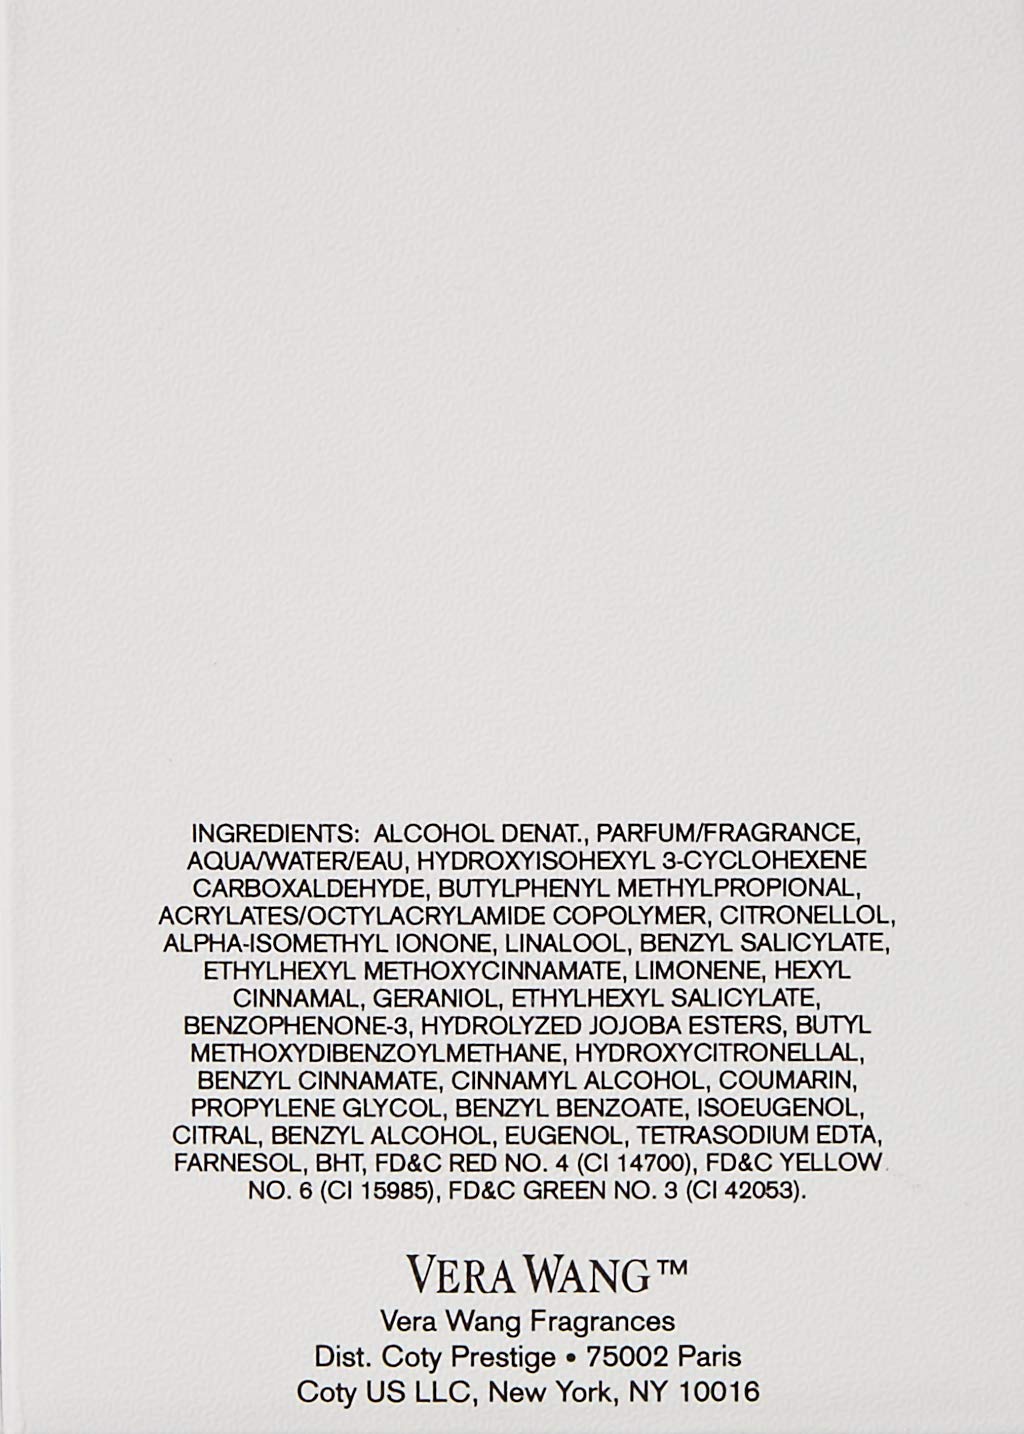 INGREDIENTS: ALCOHOL DENAT., PARFUM/FRAGRANCE,
AQUA/WATER/EAU, HYDROXYISOHEXYL 3-CYCLOHEXENE
CARBOXALDEHYDE, BUTYLPHENYL METHYLPROPIONAL,
ACRYLATES/OCTYLACRYLAMIDE COPOLYMER, CITRONELLOL,
ALPHA-ISOMETHYL IONONE, LINALOOL, BENZYL SALICYLATE,
ETHYLHEXYL METHOXYCINNAMATE, LIMONENE, HEXYL
CINNAMAL, GERANIOL, ETHYLHEXYL SALICYLATE,
BENZOPHENONE-3, HYDROLYZED JOJOBA ESTERS, BUTYL
METHOXYDIBENZOYLMETHANE, HYDROXYCITRONELLAL,
BENZYL CINNAMATE, CINNAMYL ALCOHOL, COUMARIN,
PROPYLENE GLYCOL, BENZYL BENZOATE, ISOEUGENOL,
CITRAL, BENZYL ALCOHOL, EUGENOL, TETRASODIUM EDTA,
FARNESOL, BHT, FD&C RED NO. 4 (CI 14700), FD&C YELLOW
NO. 6 (CI 15985), FD&C GREEN NO. 3 (CI 42053).
VERA WANG™
Vera Wang Fragrances
Dist. Coty Prestige • 75002 Paris
Coty US LLC, New York, NY 10016